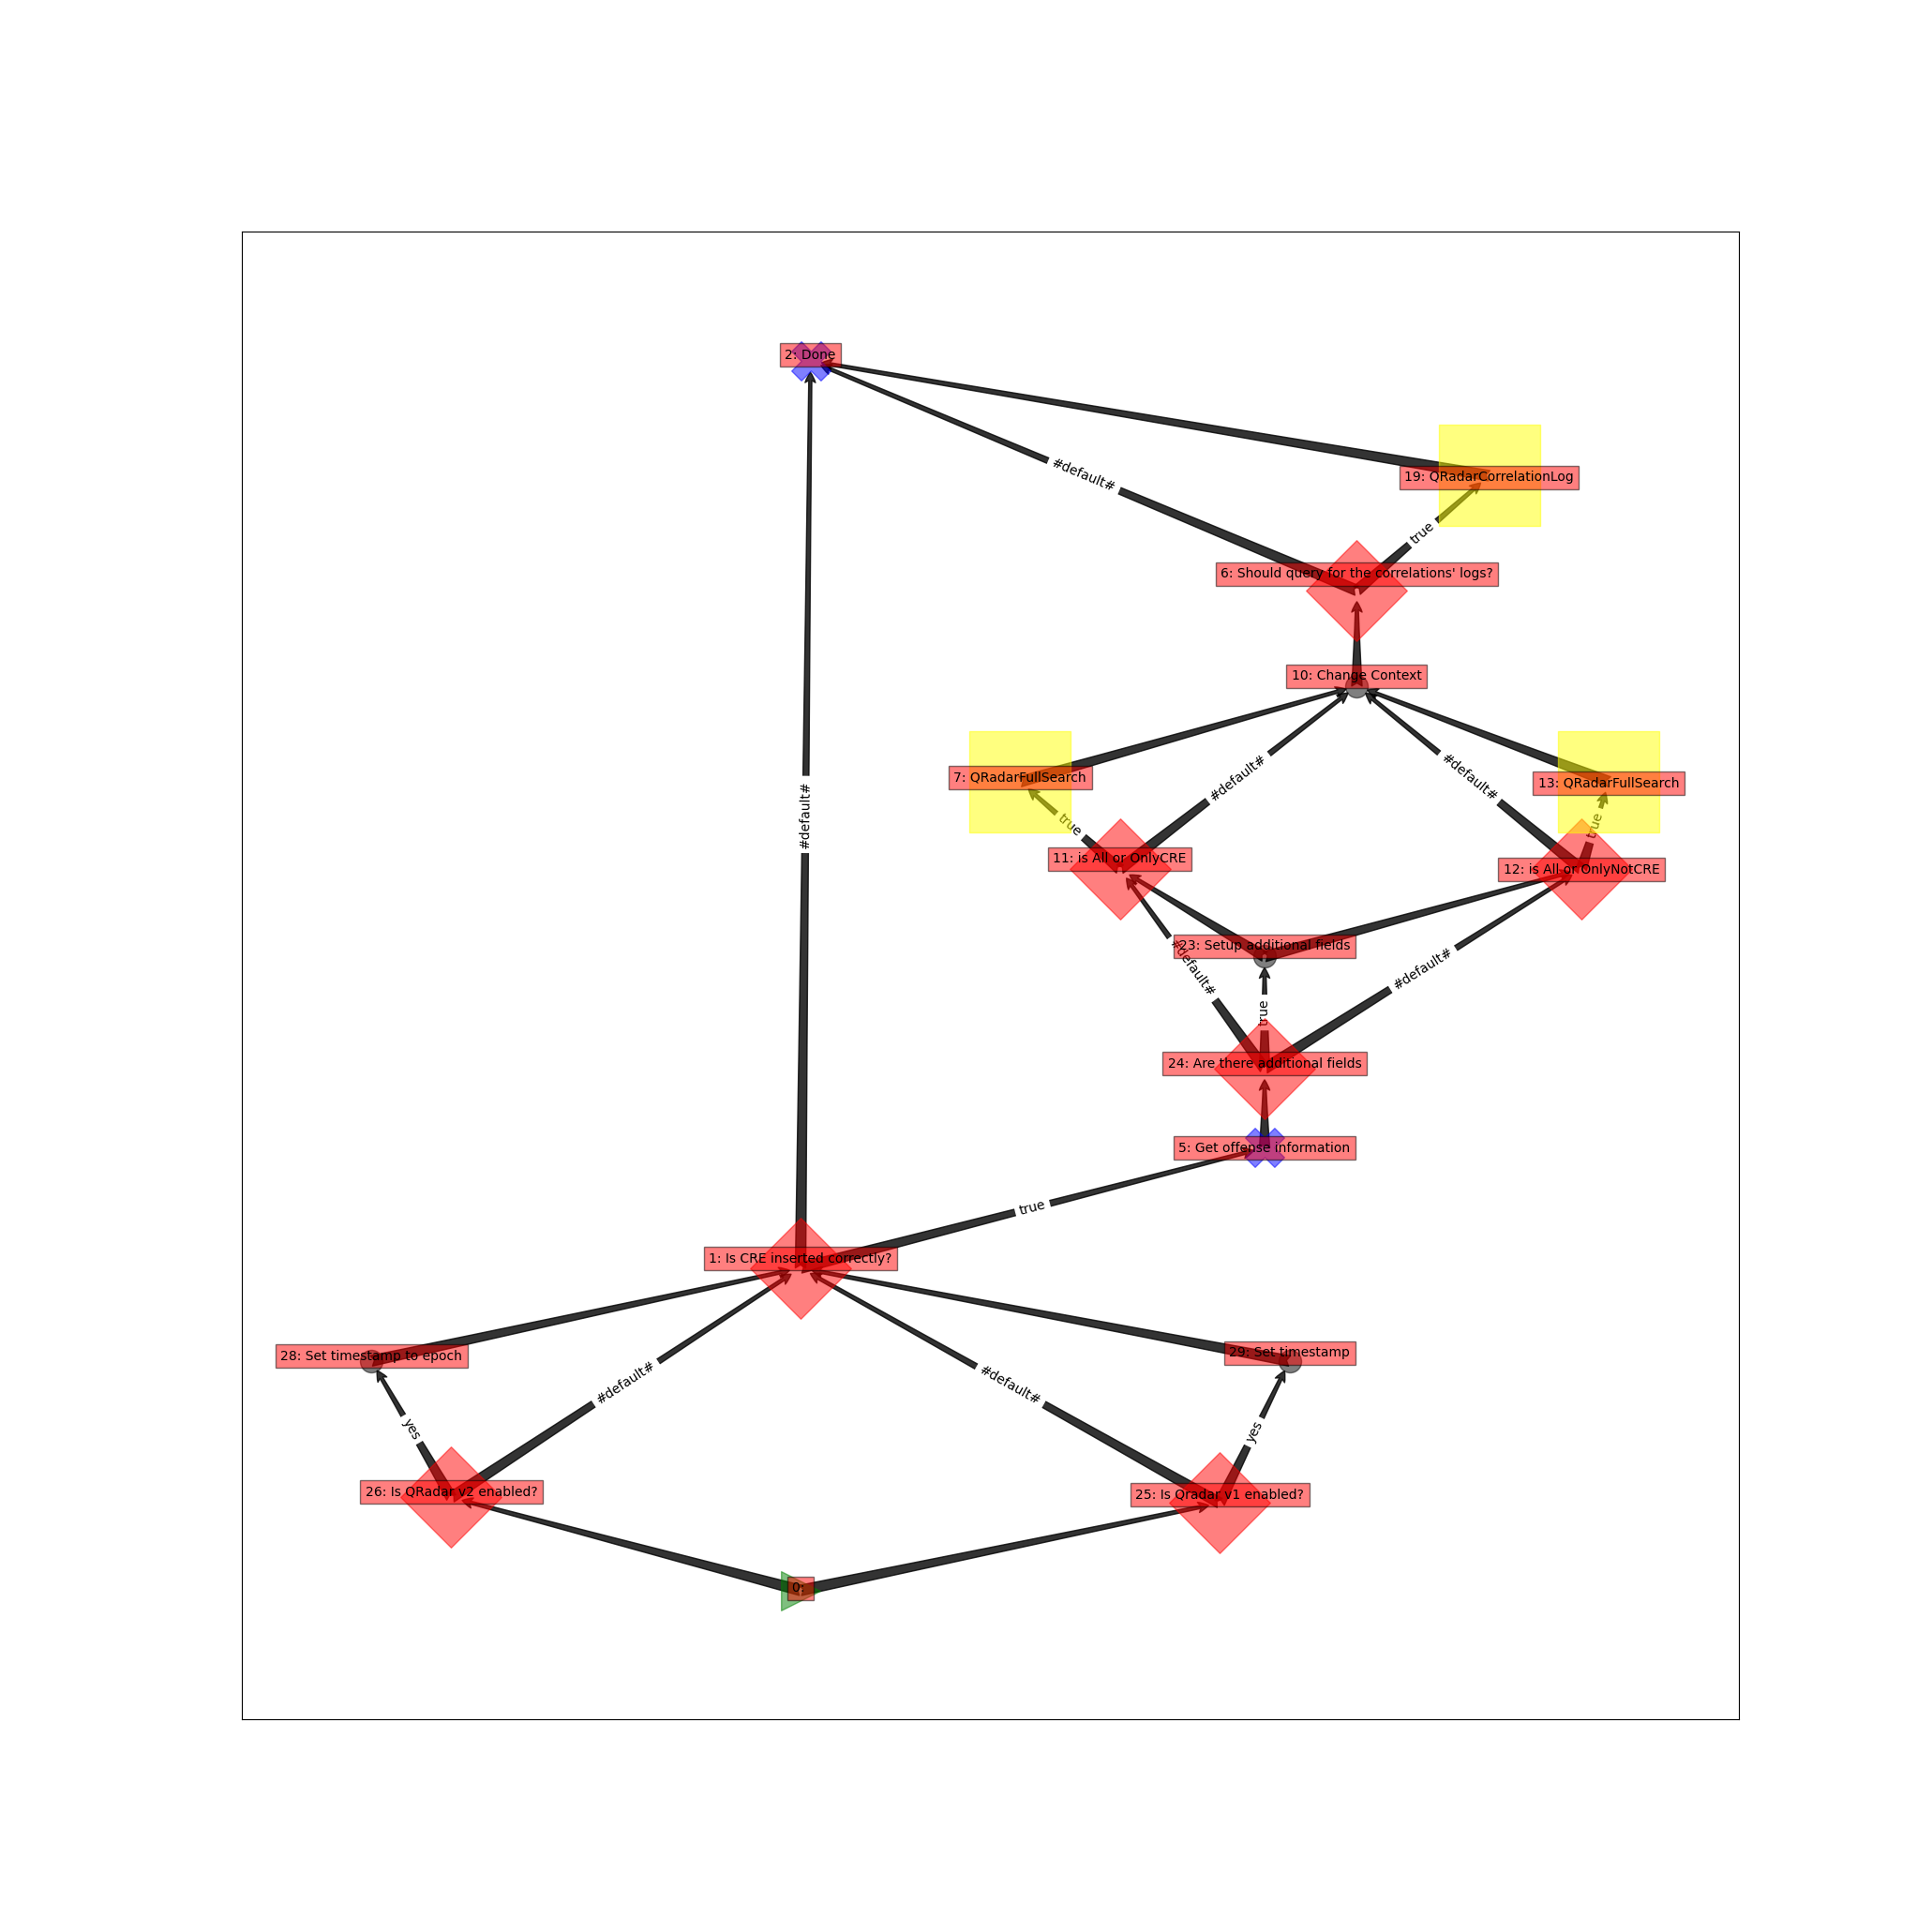 2: Done
19: QRadarCorrelationLog
#default#
true
6: Should query for the correlations' logs?
10: Change Context
7: QRadarFullSearch
#default#
#default#
13: QRadarFullSearch
#default#
true
true
11: is All or OnlyCRE
12: is All or OnlyNotCRE
23: Setup additional fields
#default#
#default#
true
24: Are there additional fields
5: Get offense information
true
1: Is CRE inserted correctly?
28: Set timestamp to epoch
29: Set timestamp
#default#
#default#
yes
yes
26: Is QRadar v2 enabled?
25: Is Qradar v1 enabled?
0: